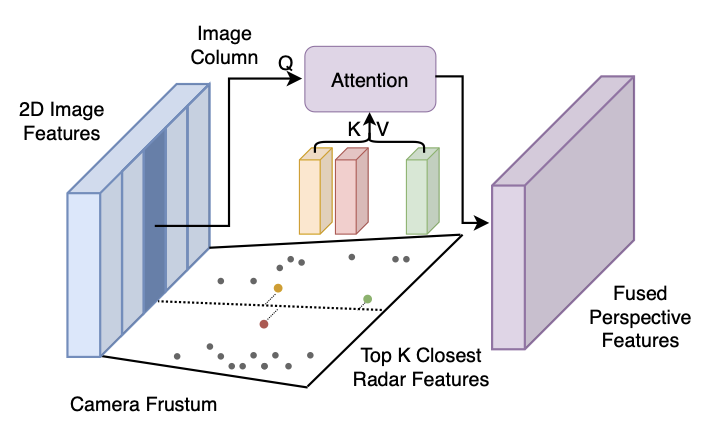 Image
Column
Q
Attention
2D Image
Features
K
V
Fused
Perspective
Features
Top K Closest
Radar Features
Camera Frustum